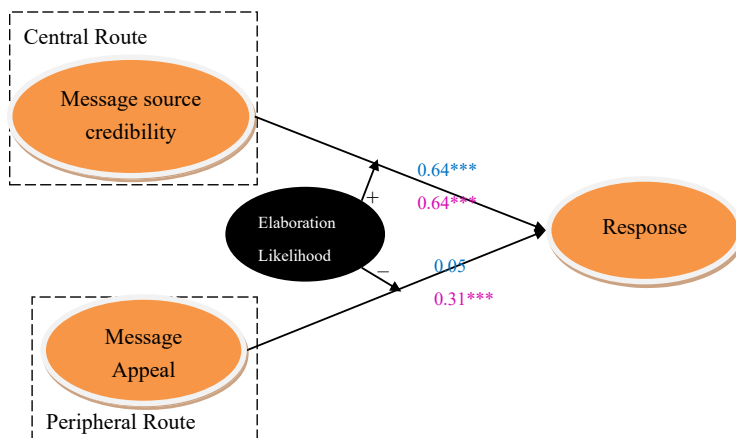 Central Route
Message source
credibility
0.64***
+
0.64***
Elaboration
Likelihood
Response
−
0.05
0.31***
Message
Appeal
Peripheral Route